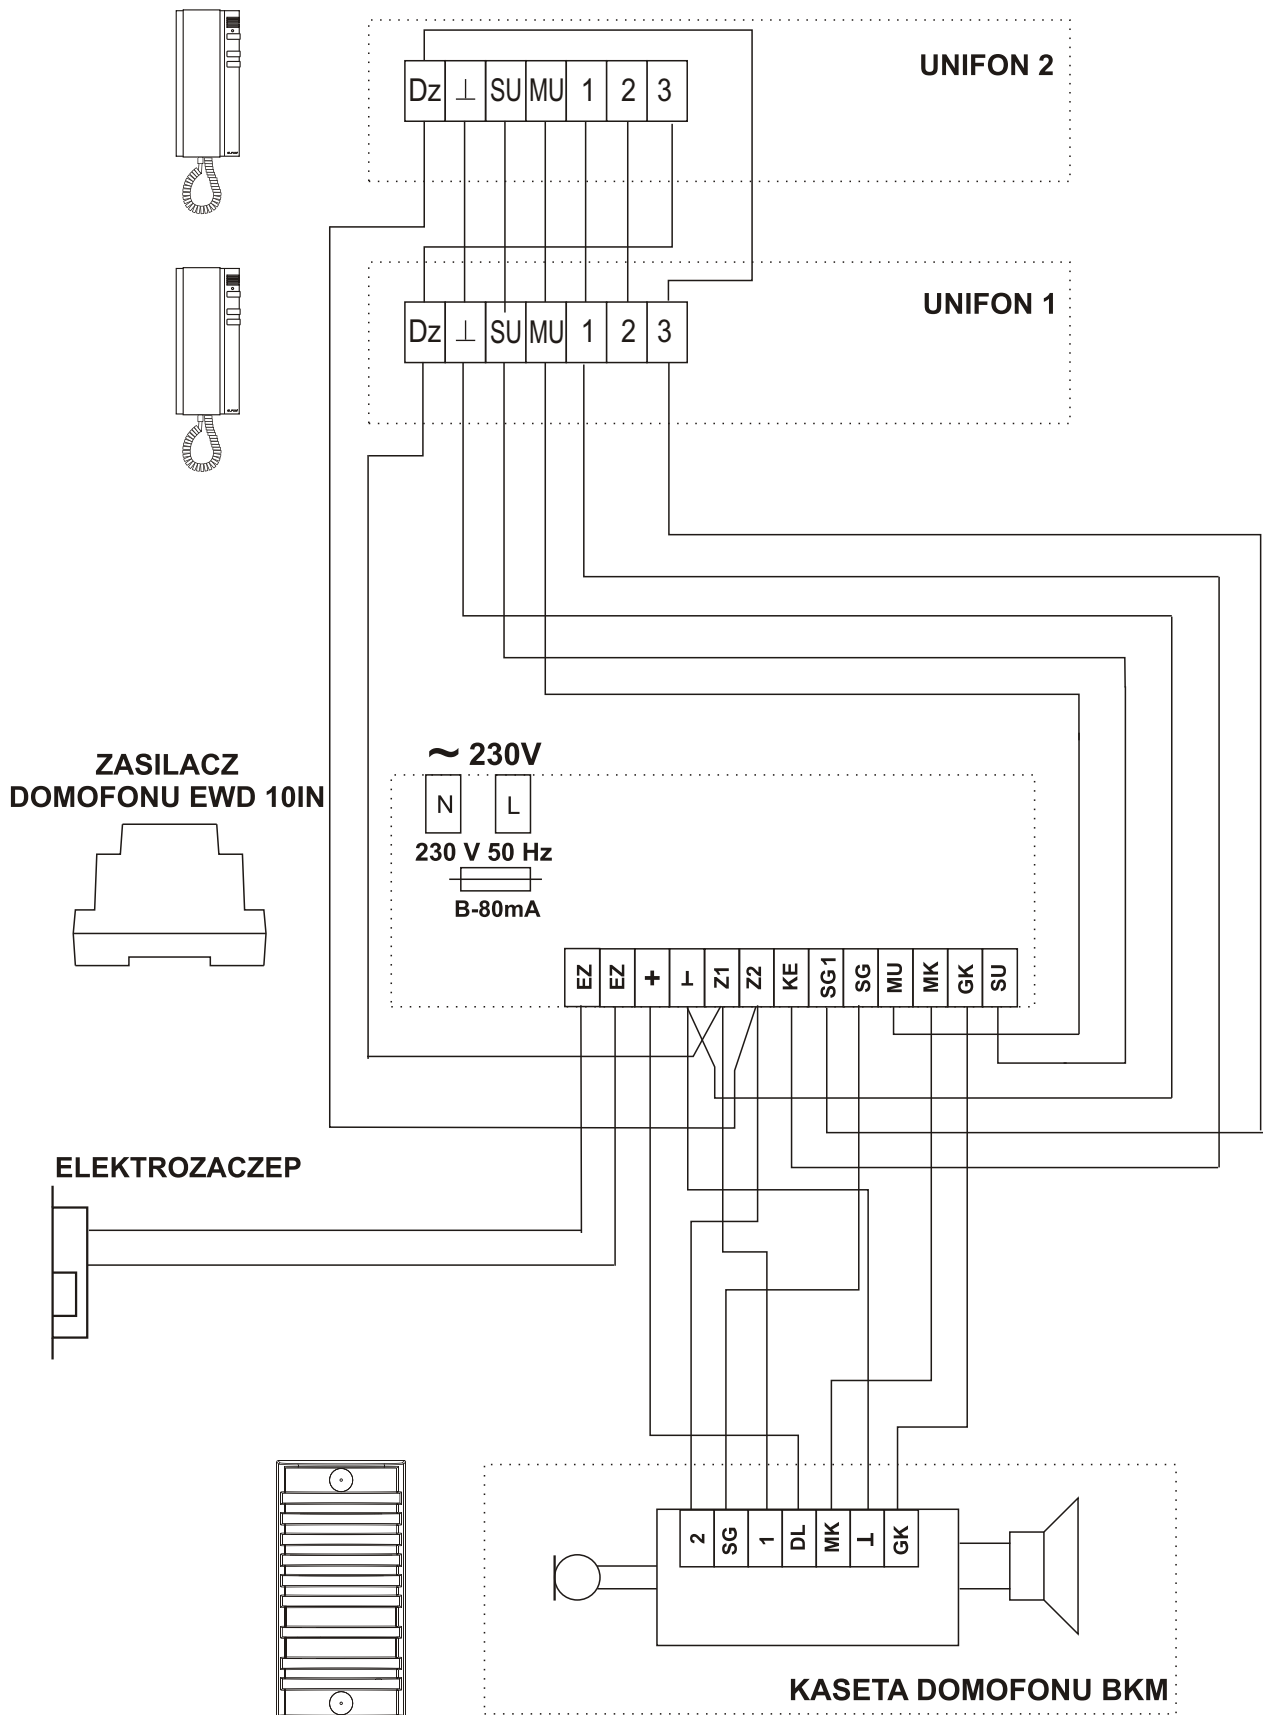 UNIFON 2
Dz ⊥ SU MU 1 2 3
UNIFON 1
Dz ⊥ SU MU 1 2 3
ZASILACZ
DOMOFONU EWD 10IN
~ 230V
N L
230 V 50 Hz
B-80mA
EZ EZ + ⊥ Z1 Z2 KE SG1 SG MU MK GK SU
ELEKTROZACZEP
2 SG 1 DL MK ⊥ GK
KASETA DOMOFONU BKM